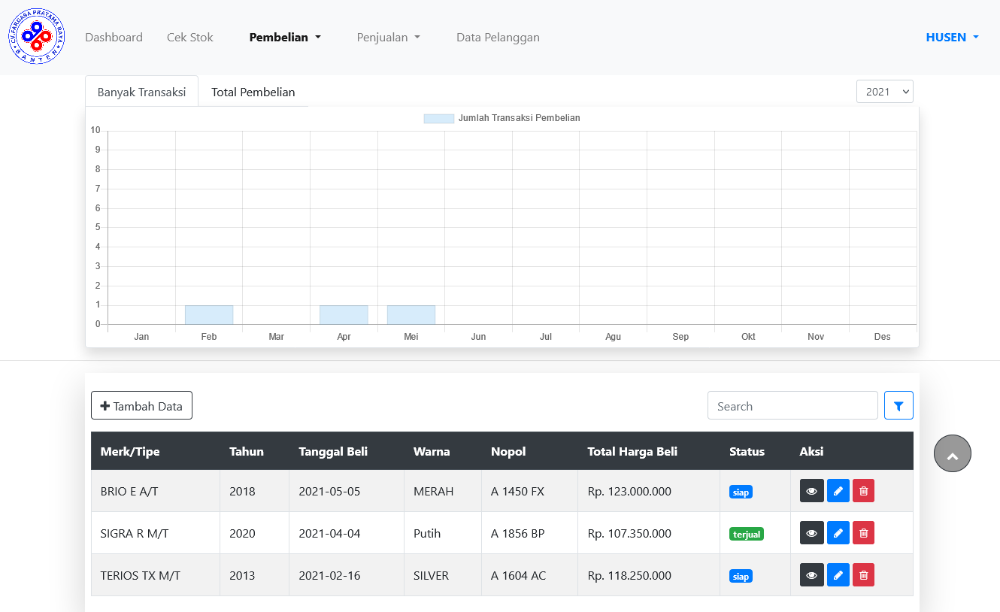 CV. FARGASA PRATAMA RAYA
BANTEN
Dashboard Cek Stok Pembelian Penjualan Data Pelanggan HUSEN
Banyak Transaksi Total Pembelian 2021
Jumlah Transaksi Pembelian
10
9
8
7
6
5
4
3
2
1
0
Jan Feb Mar Apr Mei Jun Jul Agu Sep Okt Nov Des
Tambah Data Search
Merk/Tipe Tahun Tanggal Beli Warna Nopol Total Harga Beli Status Aksi
BRIO E A/T 2018 2021-05-05 MERAH A 1450 FX Rp. 123.000.000 siap
SIGRA R M/T 2020 2021-04-04 Putih A 1856 BP Rp. 107.350.000 terjual
TERIOS TX M/T 2013 2021-02-16 SILVER A 1604 AC Rp. 118.250.000 siap